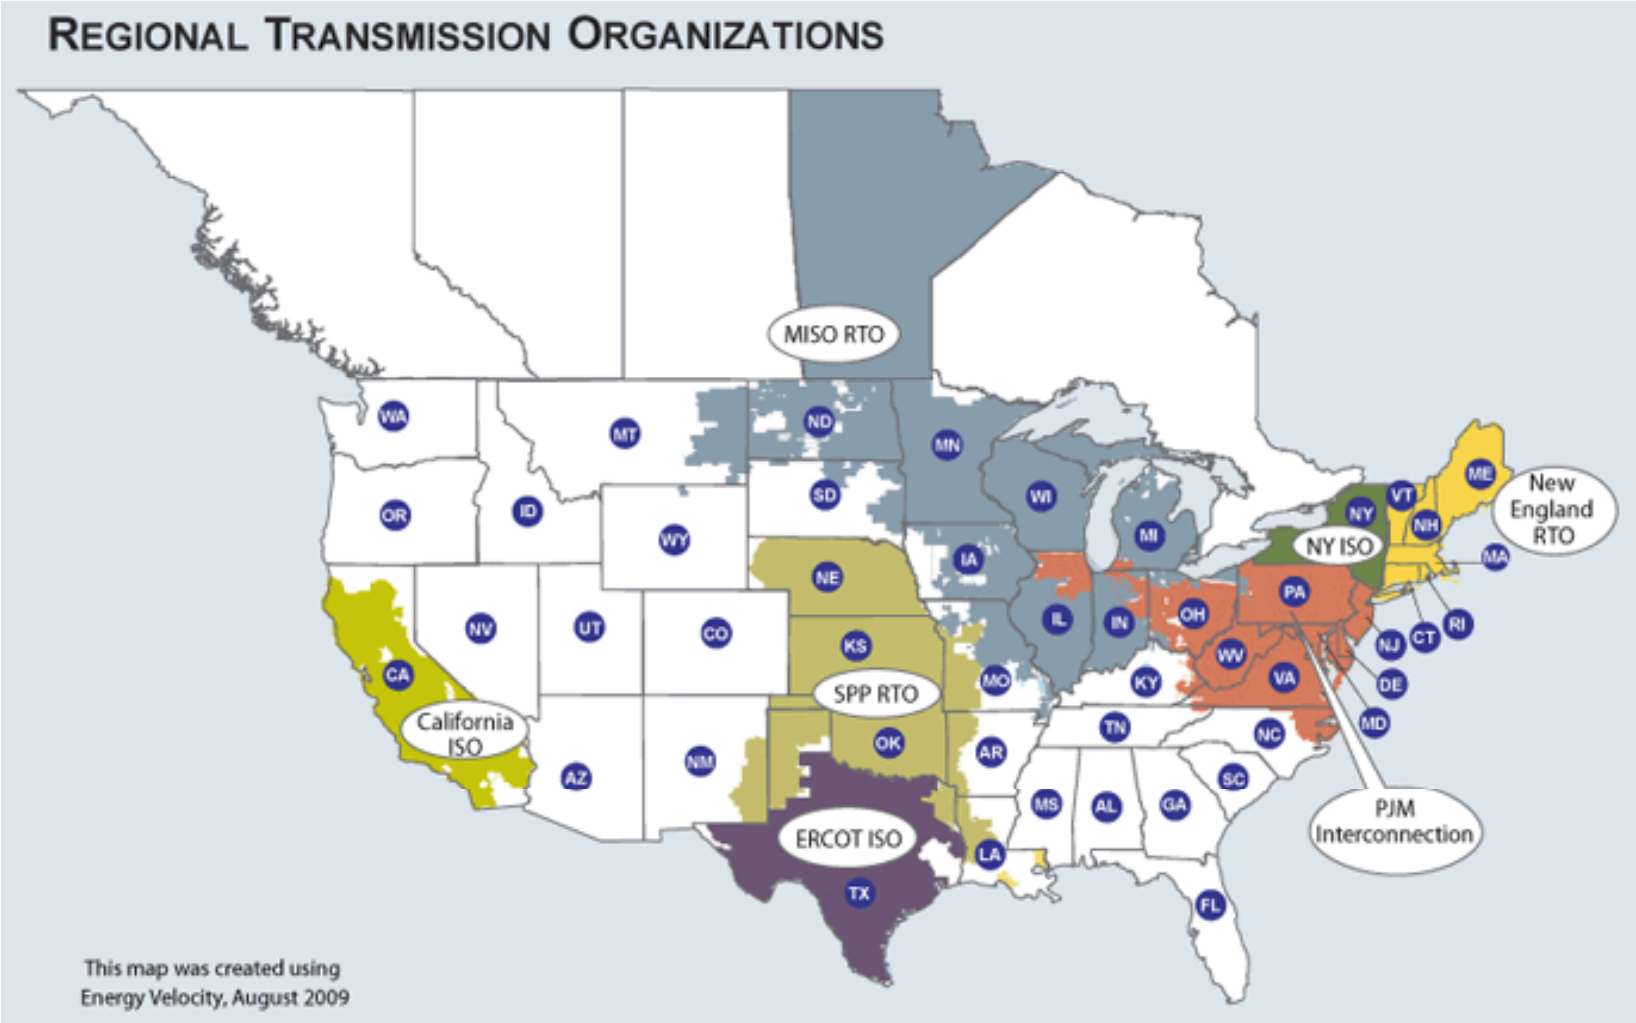 REGIONAL TRANSMISSION ORGANIZATIONS
MISO RTO
WA
MT
ND
MN
OR
ID
SD
WI
MI
WY
IA
NE
NY
VT
NH
ME
New
England
RTO
NY ISO
MA
NV
UT
CO
KS
IL
IN
OH
PA
WV
VA
NJ
CT
RI
DE
MD
CA
California
ISO
SPP RTO
MO
KY
TN
NC
AZ
NM
OK
AR
SC
MS
AL
GA
ERCOT ISO
LA
TX
FL
PJM
Interconnection
This map was created using
Energy Velocity, August 2009